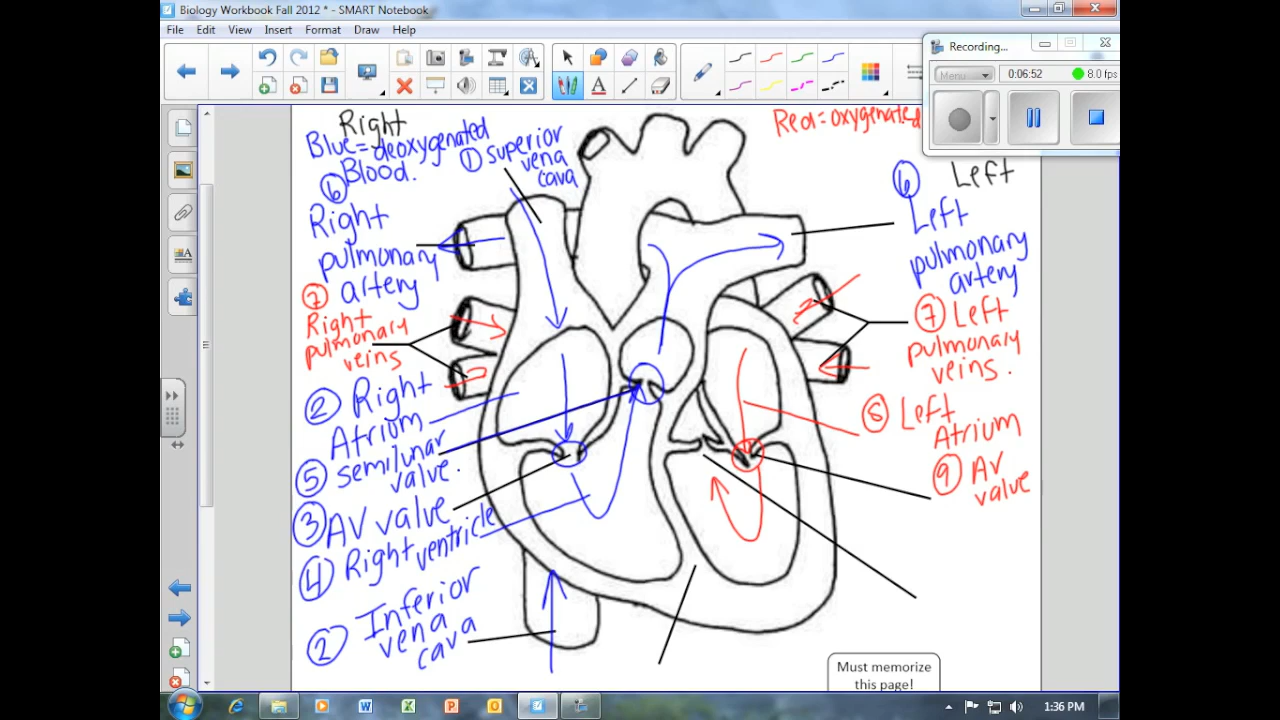 Biology Workbook Fall 2012 * - SMART Notebook
File Edit View Insert Format Draw Help
Recording...
Menu
0:06:52
8.0 fps
Right
Blue = deoxygenated
Blood.
① Superior
vena
cava
Red = oxygenated
Left
⑥
Right
pulmonary
artery
⑦
Right
pulmonary
veins
② Right
Atrium
⑤ semilunar
valve.
③ AV valve
④ Right ventricle
② Inferior
vena
cava
⑥
Left
pulmonary
artery
⑦ Left
pulmonary
veins.
⑧ Left
Atrium
⑨ AV
valve
Must memorize
this page!
1:36 PM